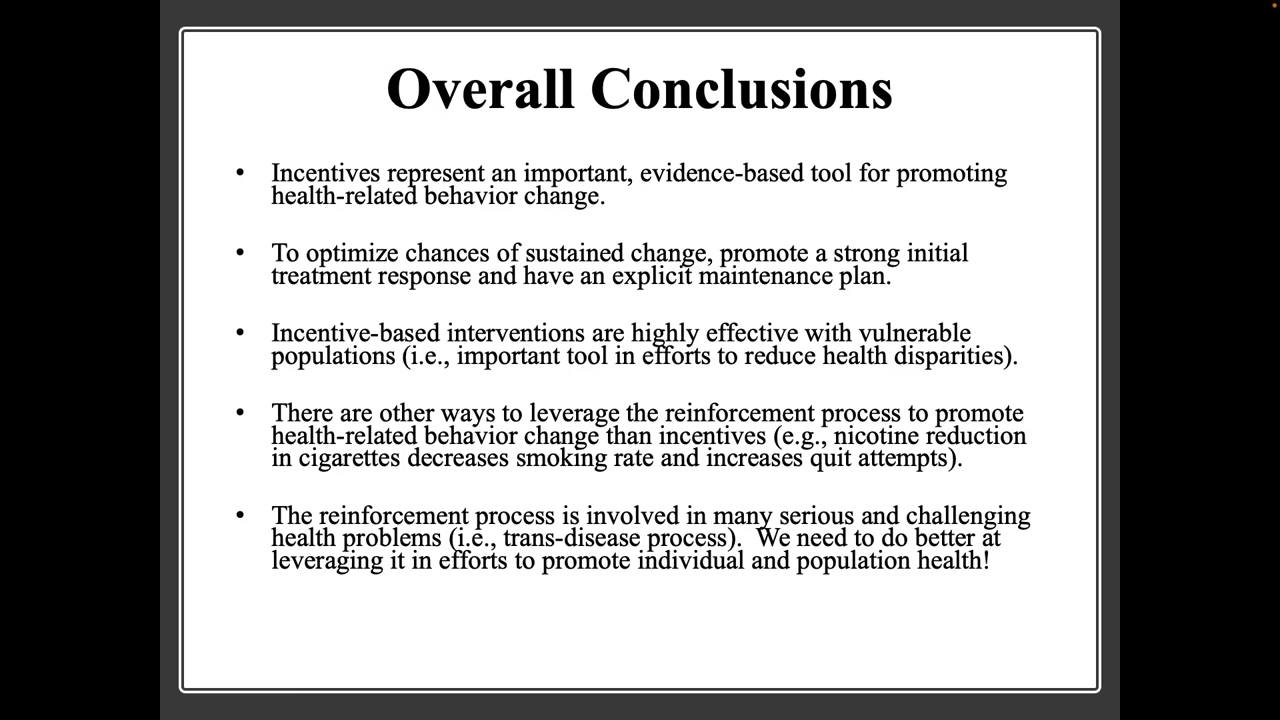 Overall Conclusions
• Incentives represent an important, evidence-based tool for promoting
health-related behavior change.
• To optimize chances of sustained change, promote a strong initial
treatment response and have an explicit maintenance plan.
• Incentive-based interventions are highly effective with vulnerable
populations (i.e., important tool in efforts to reduce health disparities).
• There are other ways to leverage the reinforcement process to promote
health-related behavior change than incentives (e.g., nicotine reduction
in cigarettes decreases smoking rate and increases quit attempts).
• The reinforcement process is involved in many serious and challenging
health problems (i.e., trans-disease process).  We need to do better at
leveraging it in efforts to promote individual and population health!